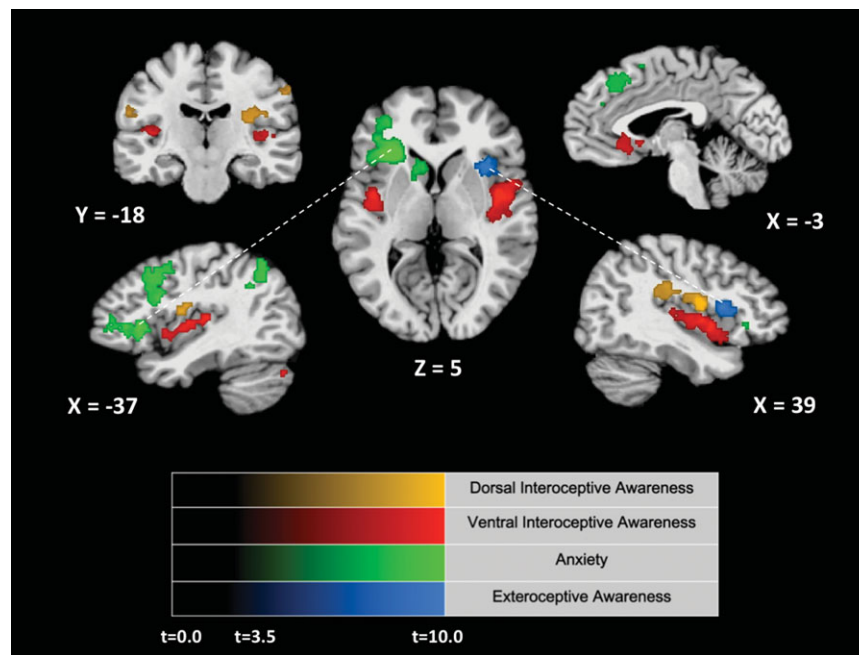 Y = -18
X = -3
X = -37
Z = 5
X = 39
Dorsal Interoceptive Awareness
Ventral Interoceptive Awareness
Anxiety
Exteroceptive Awareness
t=0.0 t=3.5 t=10.0